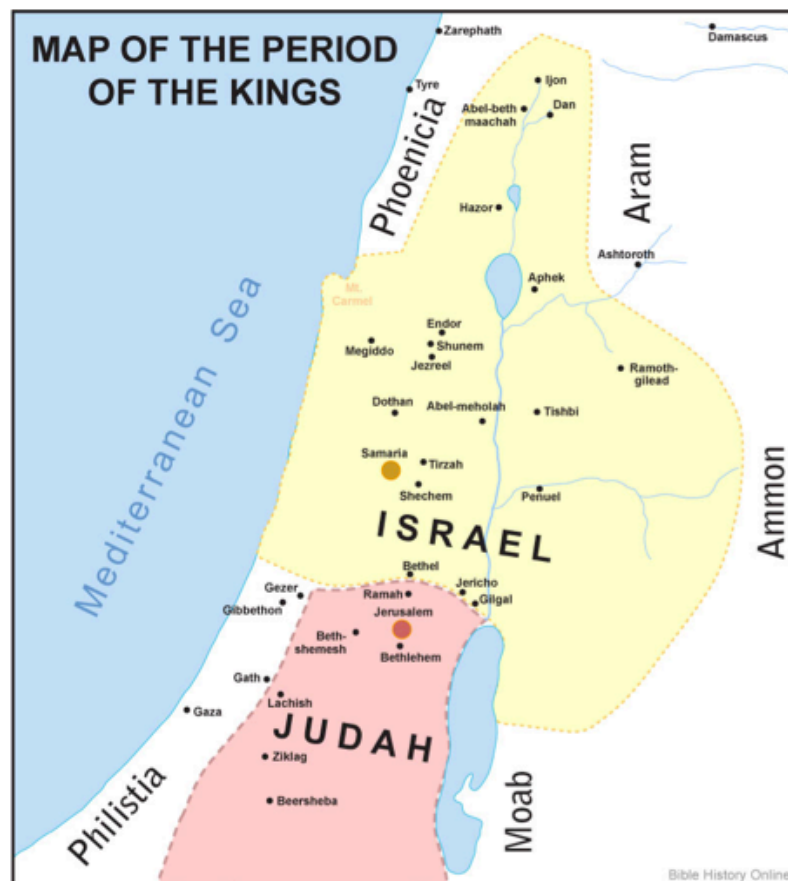 MAP OF THE PERIOD
OF THE KINGS
Zarephath
Damascus
Tyre
Ijon
Abel-beth
maachah
Dan
Phoenicia
Aram
Hazor
Ashtoroth
Aphek
Mt.
Carmel
Mediterranean Sea
Endor
Megiddo
Shunem
Jezreel
Ramoth-
gilead
Dothan
Abel-meholah
Tishbi
Samaria
Tirzah
Shechem
Penuel
Ammon
ISRAEL
Bethel
Jericho
Gezer
Ramah
Gilgal
Gibbethon
Jerusalem
Beth-
shemesh
Bethlehem
Gath
Lachish
Gaza
JUDAH
Ziklag
Beersheba
Philistia
Moab
Bible History Online